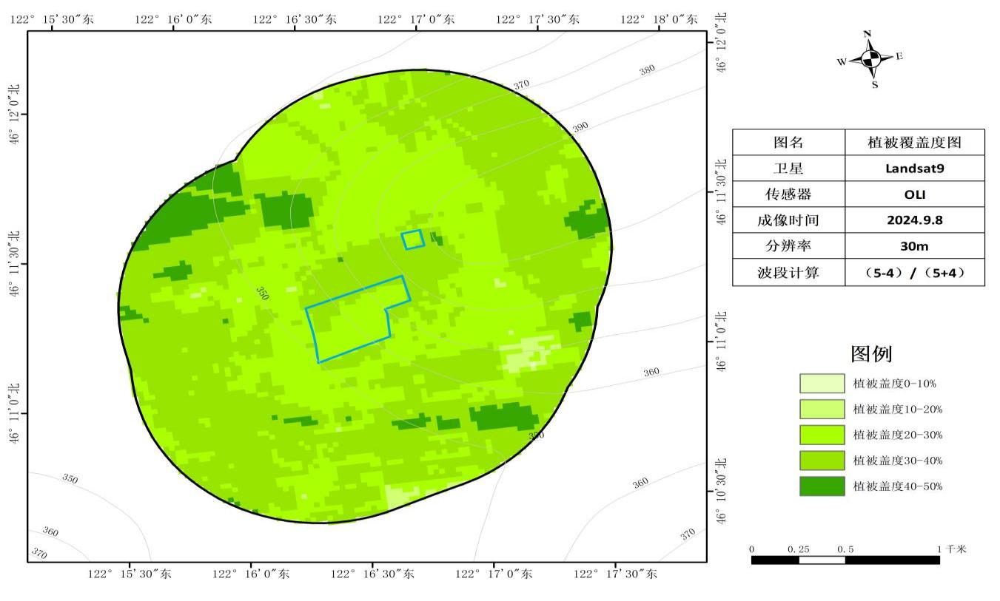 122° 15'30"东 122° 16'0"东 122° 16'30"东 122° 17'0"东 122° 17'30"东 122° 18'0"东
46° 12'0"北
46° 11'30"北
46° 11'0"北
46° 12'0"北
46° 11'30"北
46° 11'0"北
46° 10'30"北
370
380
390
350
360
350
350
360
370
360
370
122° 15'30"东 122° 16'0"东 122° 16'30"东 122° 17'0"东 122° 17'30"东
N
W E
S
图名 植被覆盖度图
卫星 Landsat9
传感器 OLI
成像时间 2024.9.8
分辨率 30m
波段计算 （5-4）/（5+4）
图例
植被盖度0-10%
植被盖度10-20%
植被盖度20-30%
植被盖度30-40%
植被盖度40-50%
0 0.25 0.5 1 千米